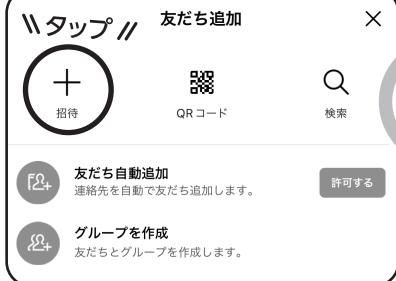 タップ
友だち追加
招待
QRコード
検索
友だち自動追加
連絡先を自動で友だち追加します。
許可する
グループを作成
友だちとグループを作成します。